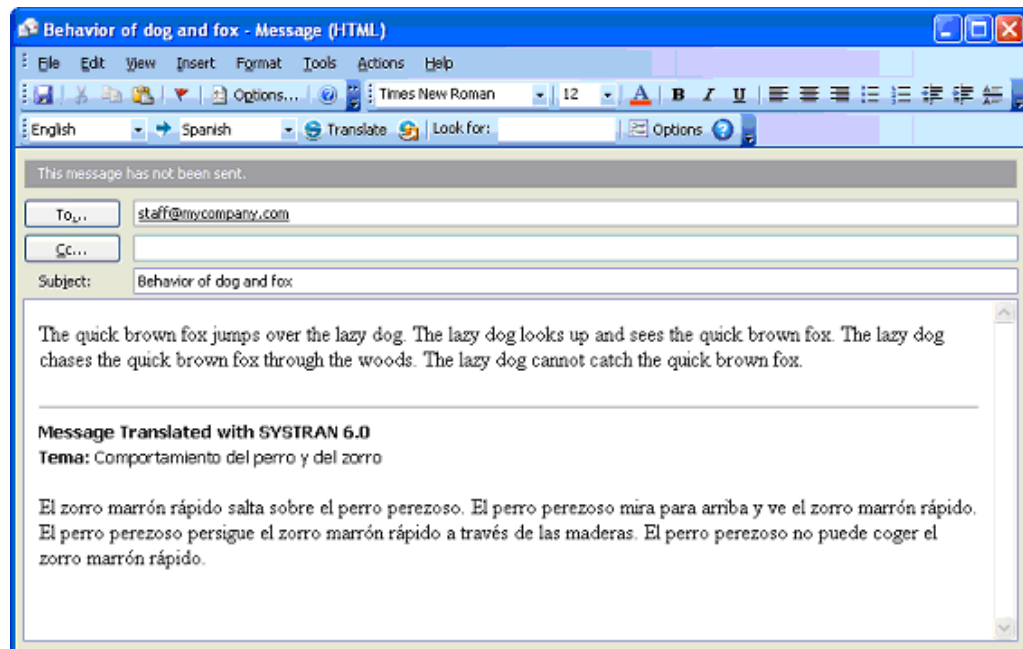 Behavior of dog and fox - Message (HTML)
File Edit View Insert Format Tools Actions Help
Options... Times New Roman 12 A B I U
English Spanish Translate Look for: Options
This message has not been sent.
To... staff@mycompany.com
Cc...
Subject: Behavior of dog and fox
The quick brown fox jumps over the lazy dog. The lazy dog looks up and sees the quick brown fox. The lazy dog
chases the quick brown fox through the woods. The lazy dog cannot catch the quick brown fox.
Message Translated with SYSTRAN 6.0
Tema: Comportamiento del perro y del zorro
El zorro marrón rápido salta sobre el perro perezoso. El perro perezoso mira para arriba y ve el zorro marrón rápido.
El perro perezoso persigue el zorro marrón rápido a través de las maderas. El perro perezoso no puede coger el
zorro marrón rápido.